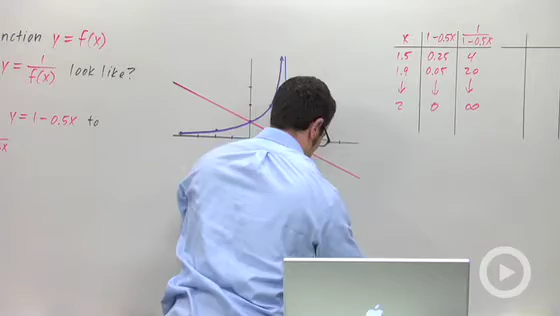 nction y = f(x)
y = 1/f(x) look like?
y = 1 - 0.5x to
5x
x | 1-0.5x | 1/(1-0.5x)
1.5 | 0.25 | 4
1.9 | 0.05 | 20
↓ ↓ ↓
2 | 0 | ∞